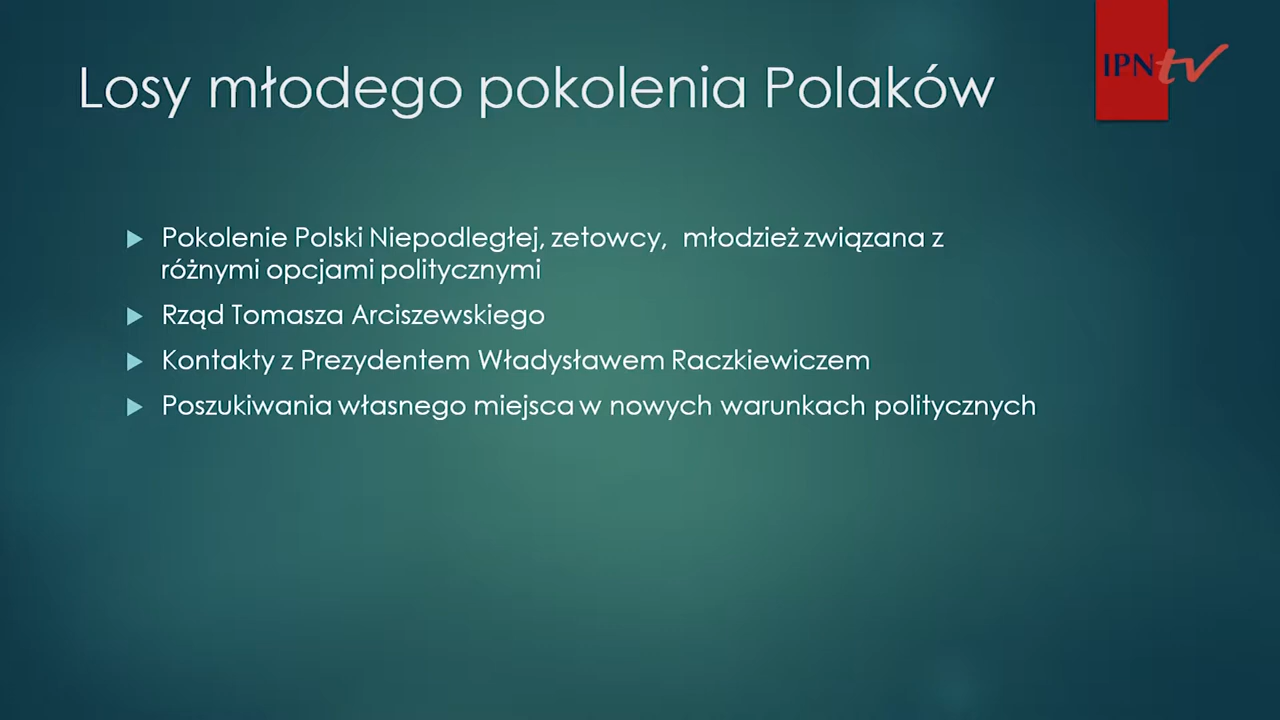 Losy młodego pokolenia Polaków
IPNtv
Pokolenie Polski Niepodległej, zetowcy, młodzież związana z
różnymi opcjami politycznymi
Rząd Tomasza Arciszewskiego
Kontakty z Prezydentem Władysławem Raczkiewiczem
Poszukiwania własnego miejsca w nowych warunkach politycznych